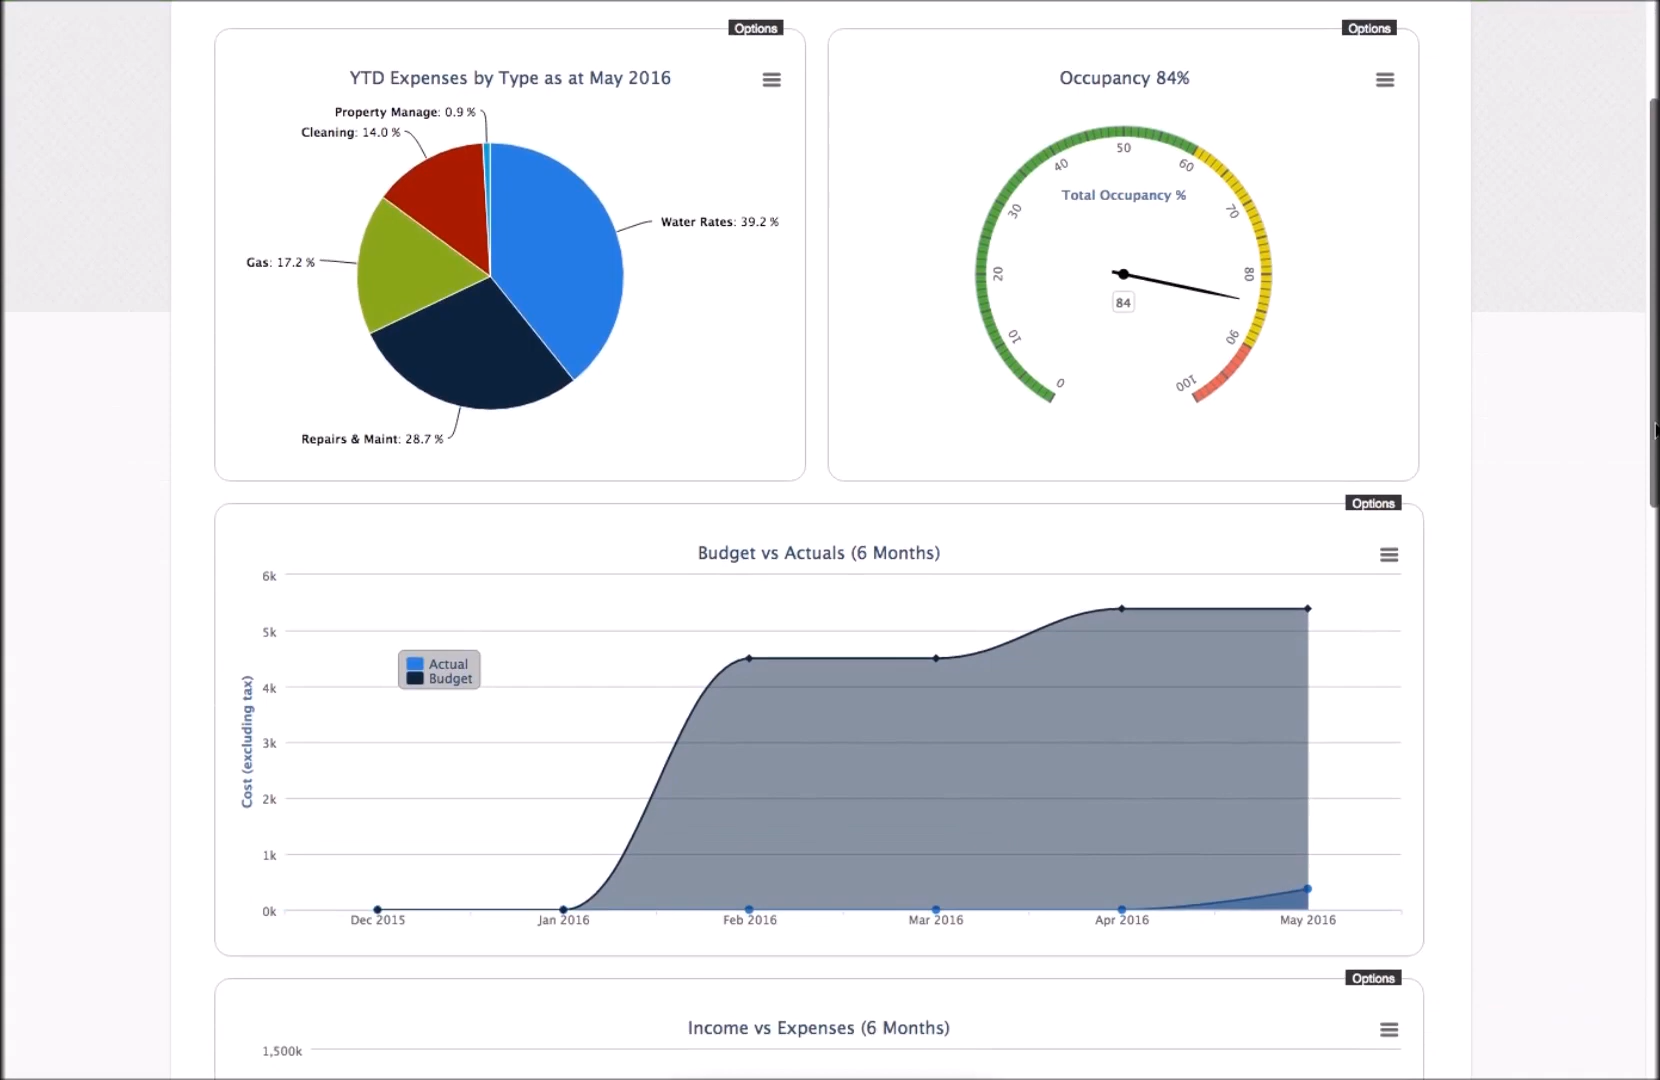 Options
YTD Expenses by Type as at May 2016
Property Manage: 0.9 %
Cleaning: 14.0 %
Water Rates: 39.2 %
Gas: 17.2 %
Repairs & Maint: 28.7 %
Options
Occupancy 84%
0
10
20
30
40
50
60
70
80
90
100
Total Occupancy %
84
Options
Budget vs Actuals (6 Months)
Cost (excluding tax)
6k
5k
4k
3k
2k
1k
0k
Actual
Budget
Dec 2015
Jan 2016
Feb 2016
Mar 2016
Apr 2016
May 2016
Options
Income vs Expenses (6 Months)
1,500k